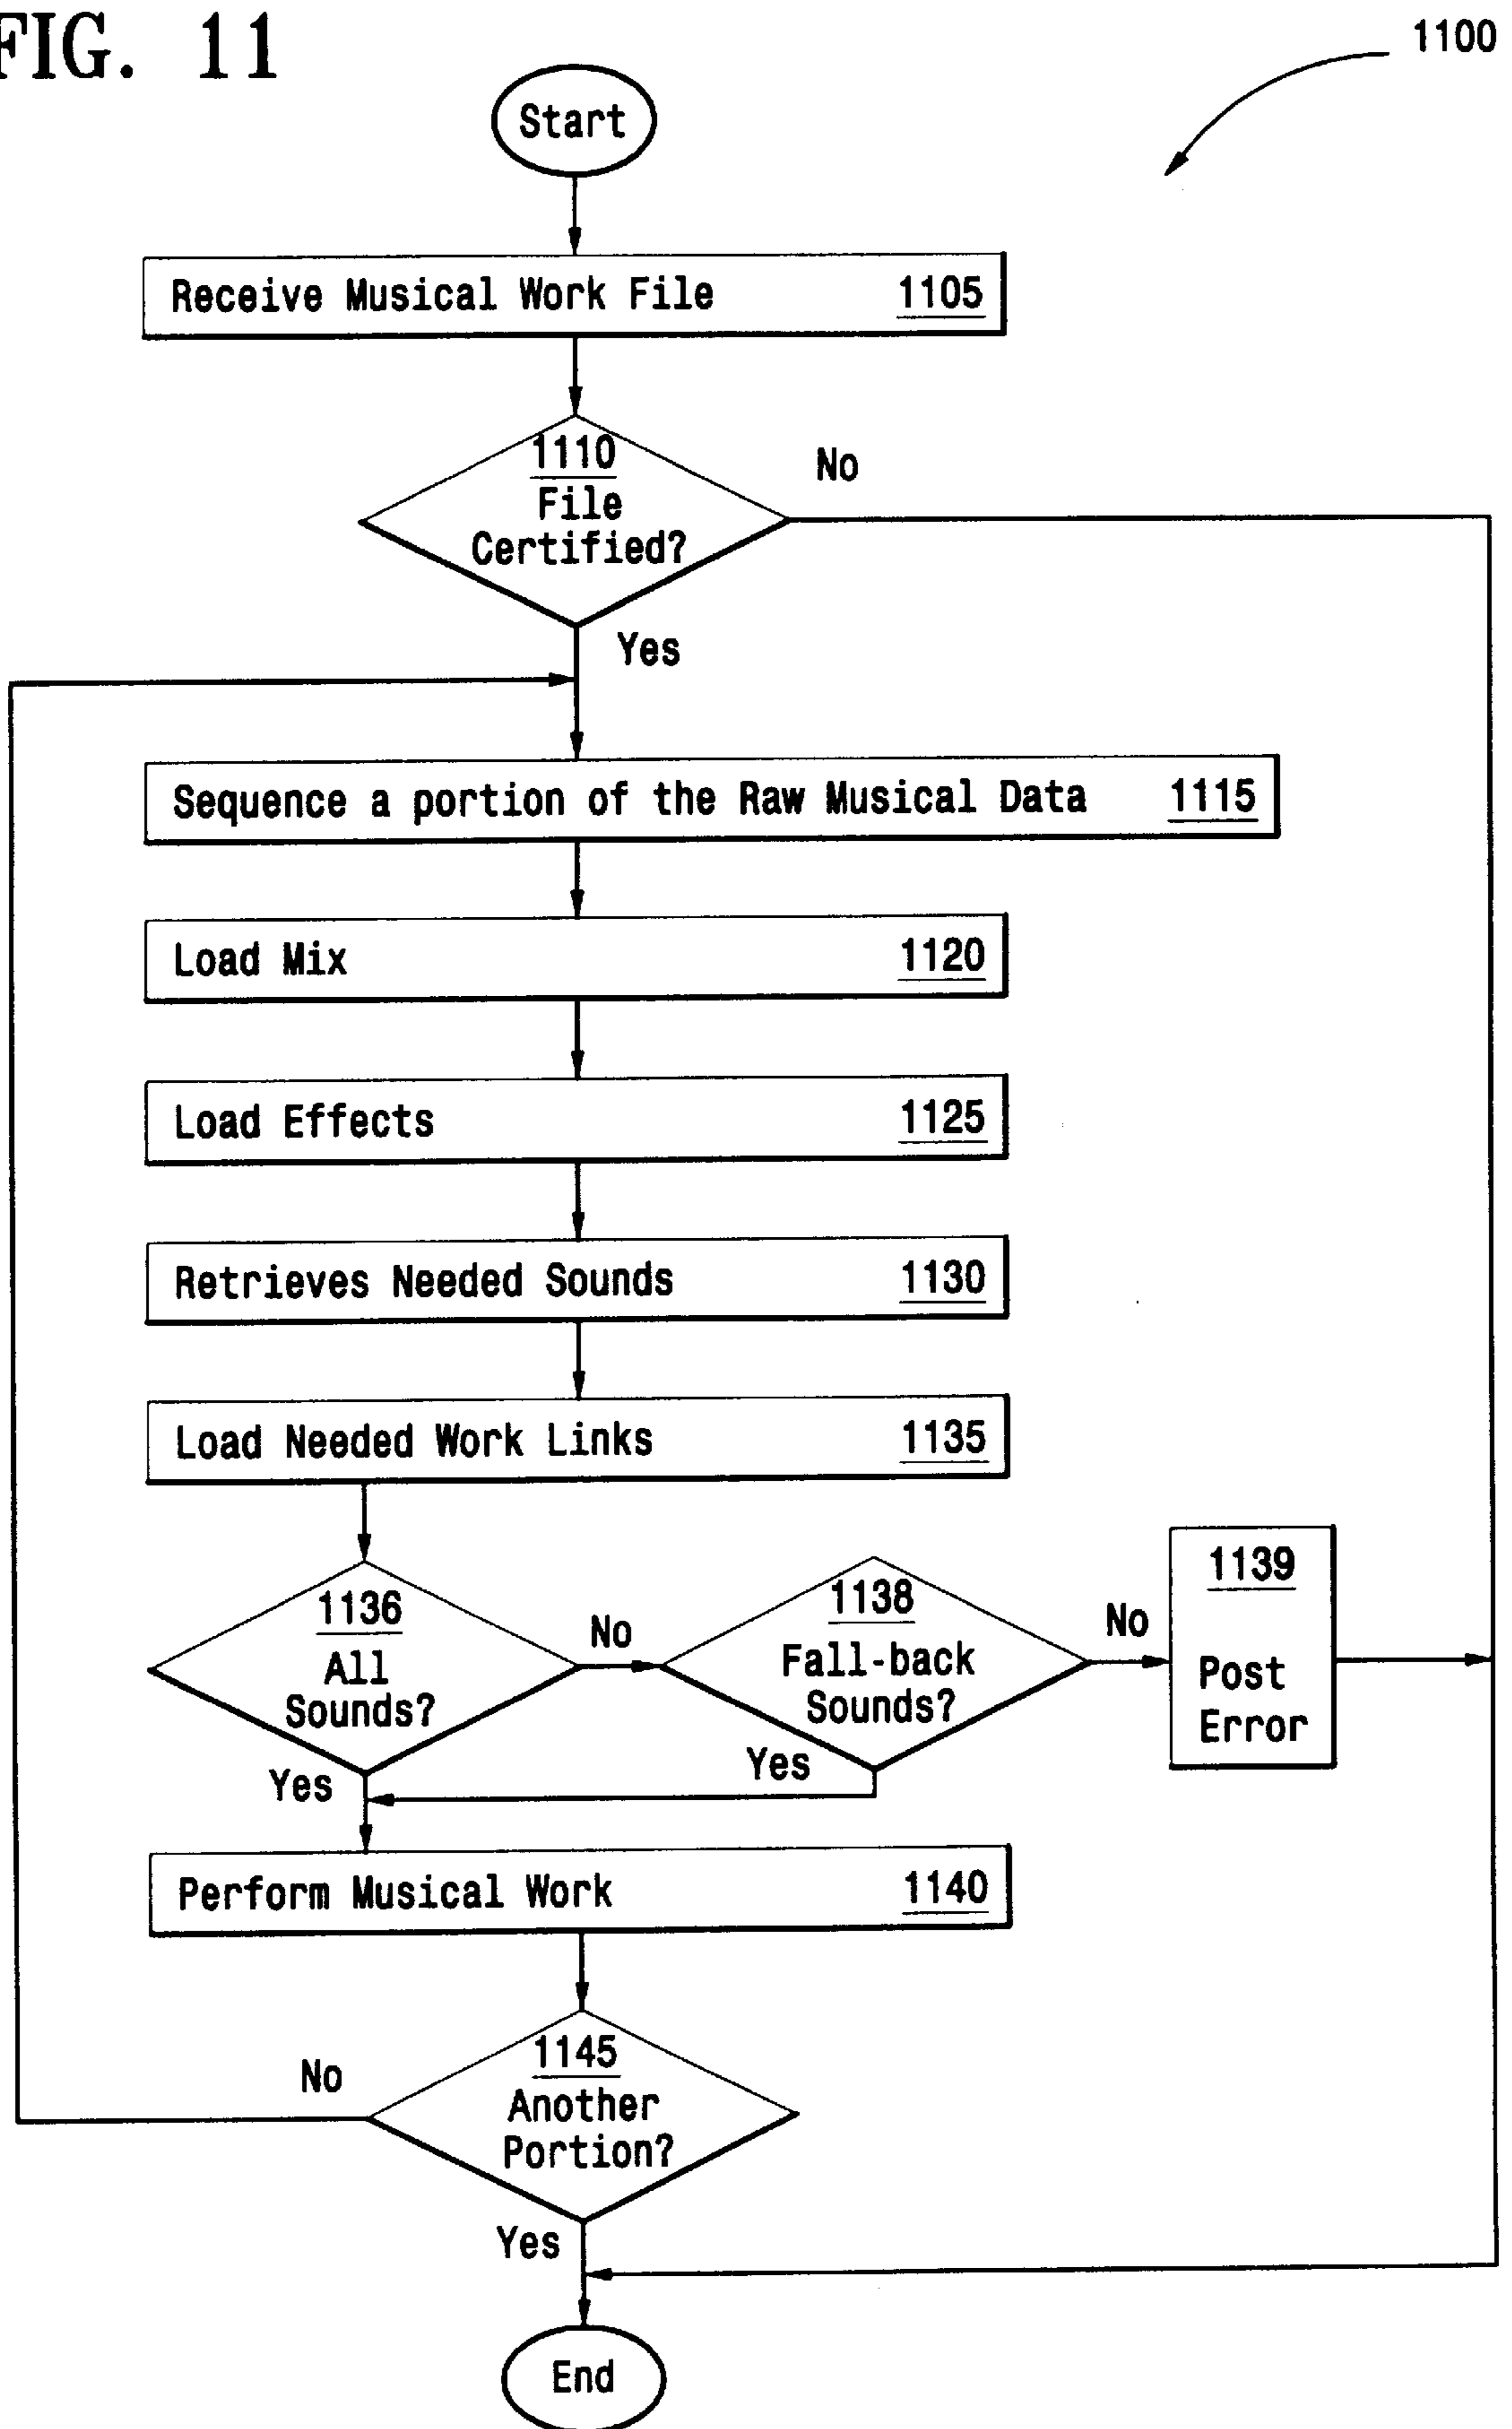 FIG. 11
1100
Start
Receive Musical Work File 1105
1110
File
Certified?
No
Yes
Sequence a portion of the Raw Musical Data 1115
Load Mix 1120
Load Effects 1125
Retrieves Needed Sounds 1130
Load Needed Work Links 1135
1136
All
Sounds?
No
Yes
1138
Fall-back
Sounds?
No
Yes
1139
Post
Error
Perform Musical Work 1140
1145
Another
Portion?
No
Yes
End